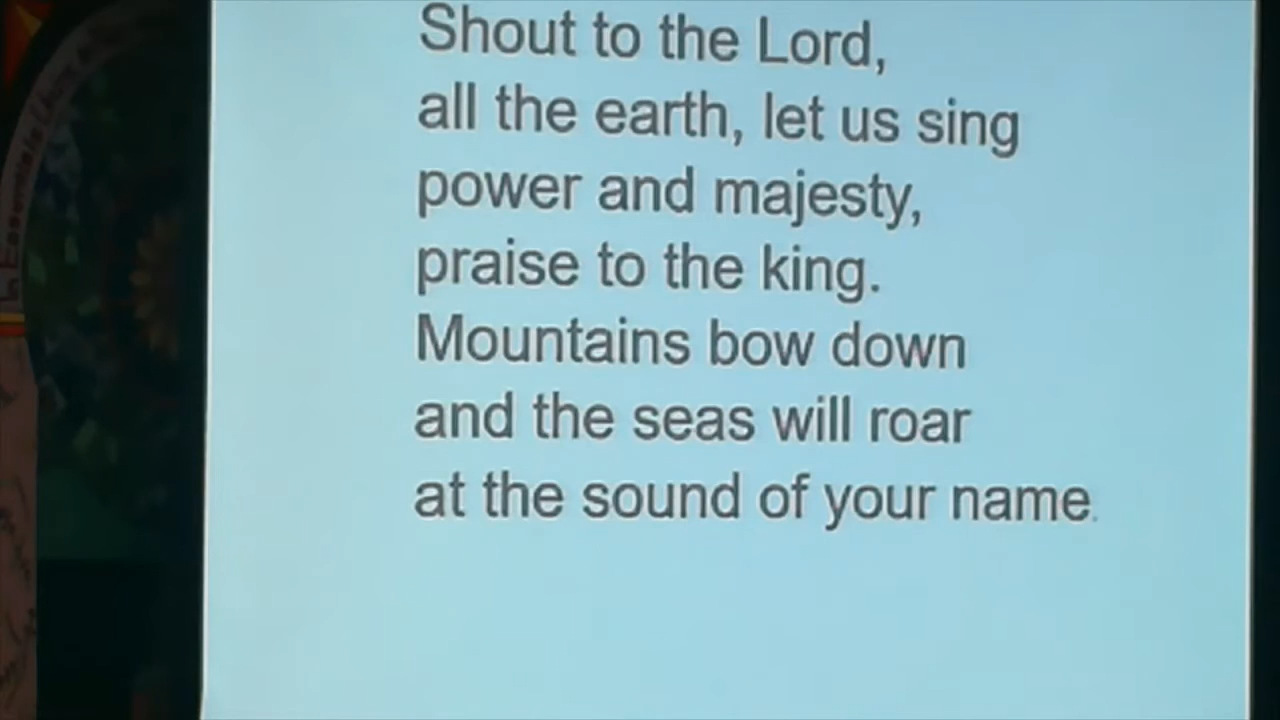 Shout to the Lord,
all the earth, let us sing
power and majesty,
praise to the king.
Mountains bow down
and the seas will roar
at the sound of your name.